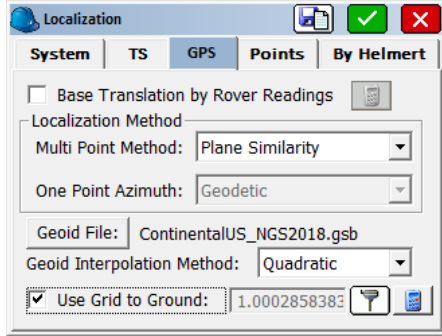 Localization
System TS GPS Points By Helmert
Base Translation by Rover Readings
Localization Method
Multi Point Method: Plane Similarity
One Point Azimuth: Geodetic
Geoid File: ContinentalUS_NGS2018.gsb
Geoid Interpolation Method: Quadratic
Use Grid to Ground: 1.0002858383